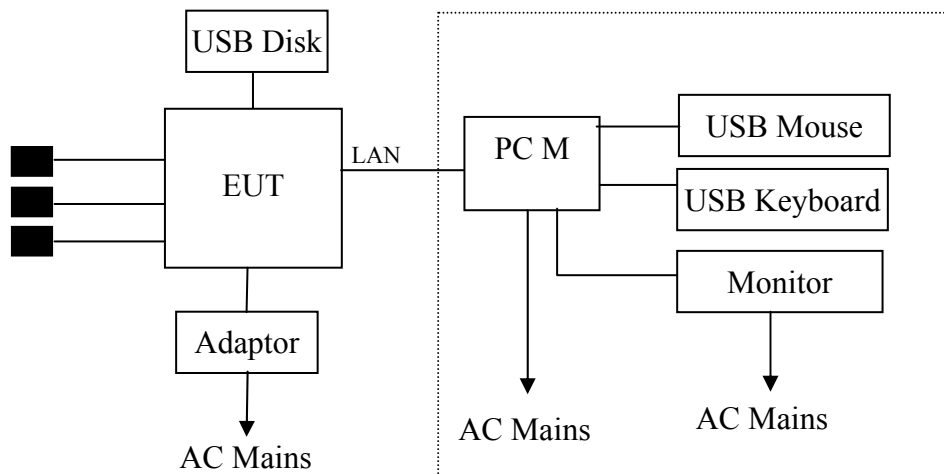 USB Disk
EUT
LAN
PC M
USB Mouse
USB Keyboard
Monitor
Adaptor
AC Mains
AC Mains
AC Mains